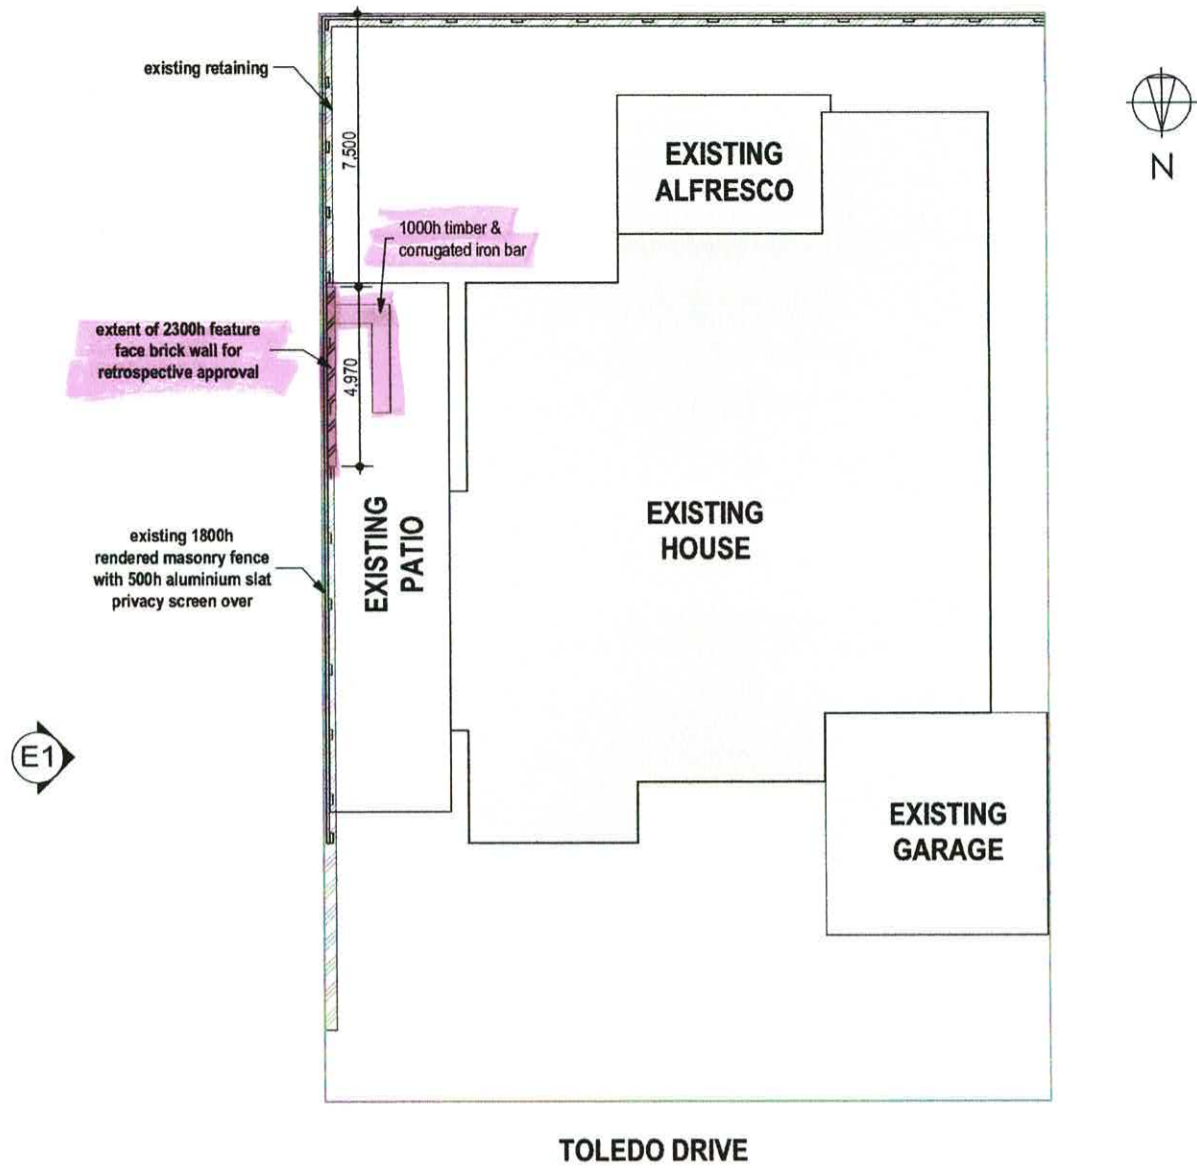 existing retaining
7,500
EXISTING
ALFRESCO
N
1000h timber &
corrugated iron bar
extent of 2300h feature
face brick wall for
retrospective approval
4,970
EXISTING
PATIO
EXISTING
HOUSE
existing 1800h
rendered masonry fence
with 500h aluminium slat
privacy screen over
E1
EXISTING
GARAGE
TOLEDO DRIVE